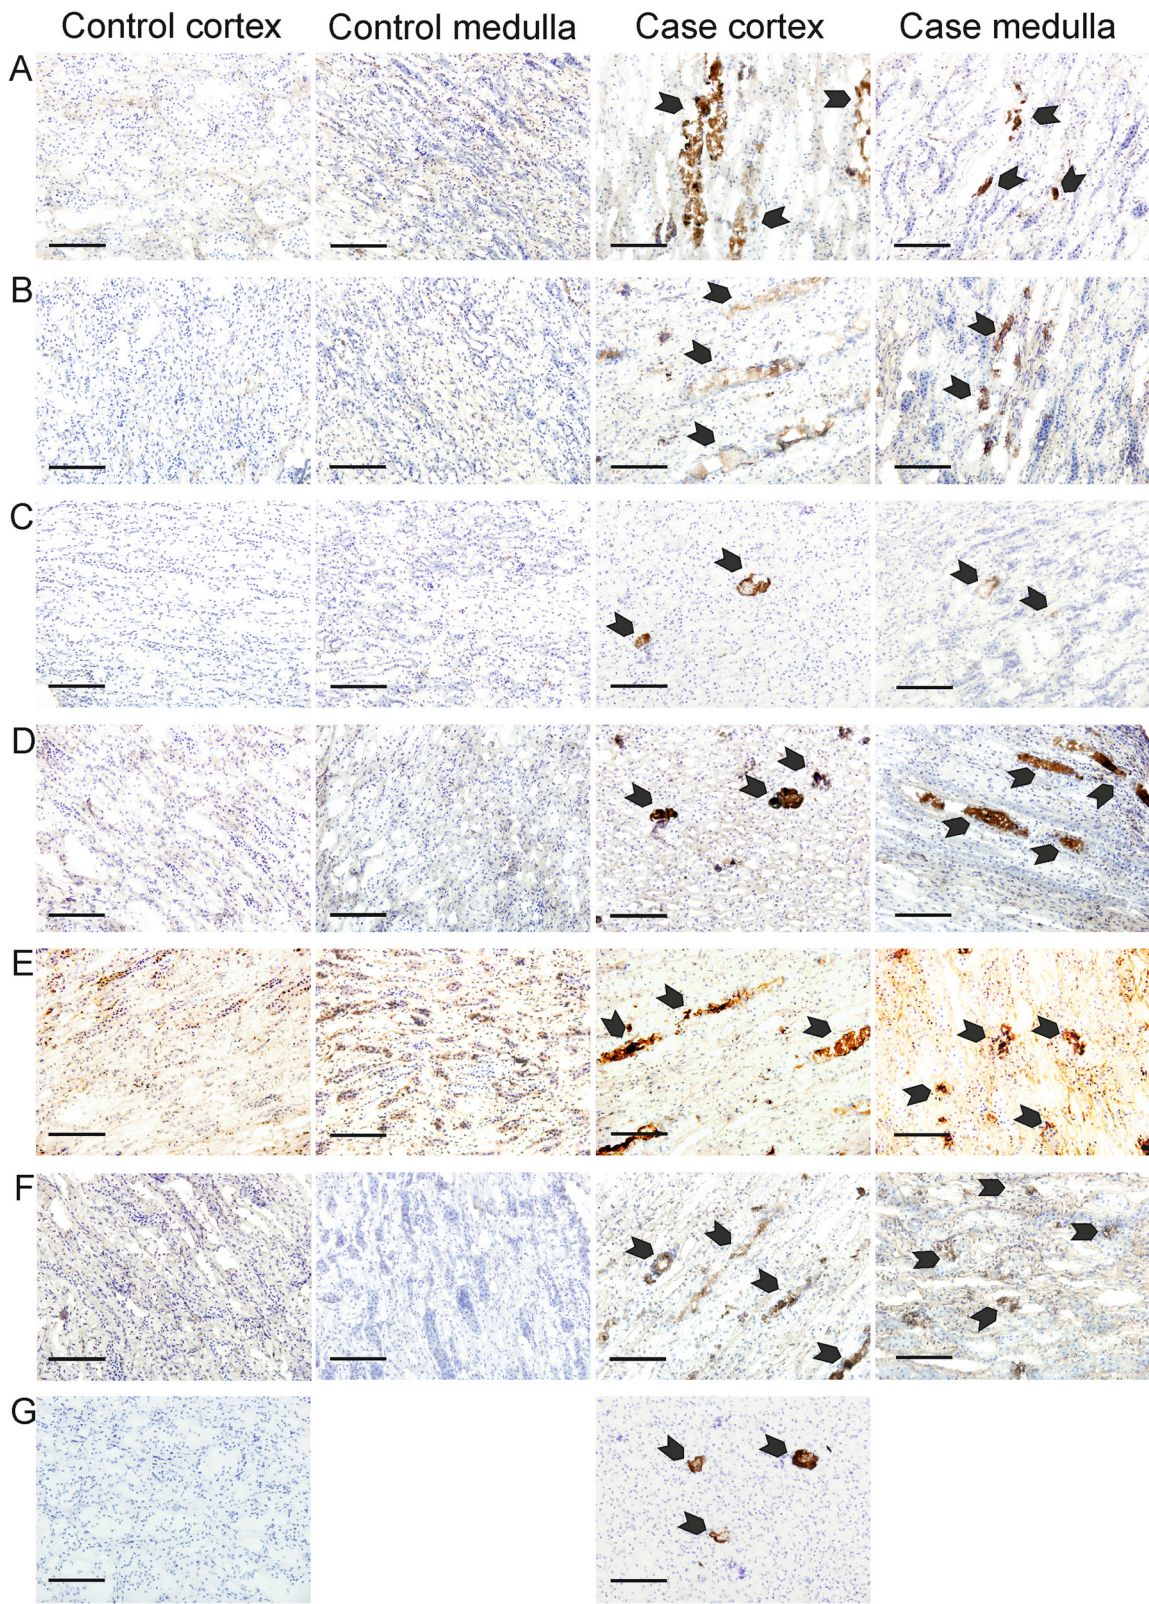 Control cortex Control medulla Case cortex Case medulla
A
B
C
D
E
F
G